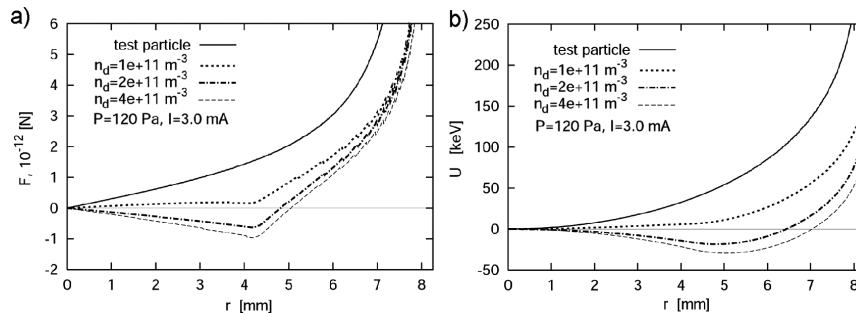 a)
6
5
4
3
2
1
0
-1
-2
F, 10⁻¹² [N]
test particle
n_d=1e+11 m⁻³
n_d=2e+11 m⁻³
n_d=4e+11 m⁻³
P=120 Pa, I=3.0 mA
0 1 2 3 4 5 6 7 8
r [mm]
b)
250
200
150
100
50
0
-50
U [keV]
test particle
n_d=1e+11 m⁻³
n_d=2e+11 m⁻³
n_d=4e+11 m⁻³
P=120 Pa, I=3.0 mA
0 1 2 3 4 5 6 7 8
r [mm]